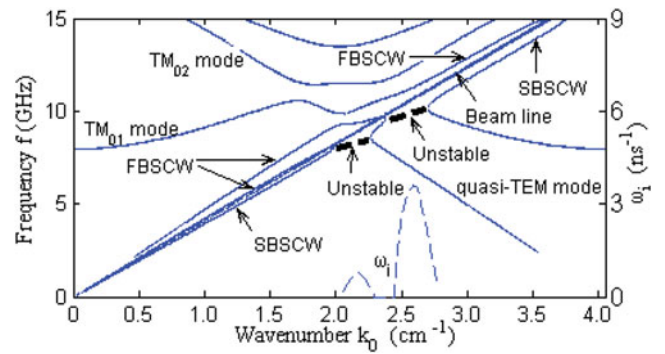 15
10
5
0
Frequency f (GHz)
TM02 mode
TM01 mode
FBSCW
SBSCW
FBSCW
SBSCW
Beam line
Unstable
Unstable
quasi-TEM mode
ωi
9
6
3
0
ωi (ns-1)
0 0.5 1.0 1.5 2.0 2.5 3.0 3.5 4.0
Wavenumber k0 (cm-1)